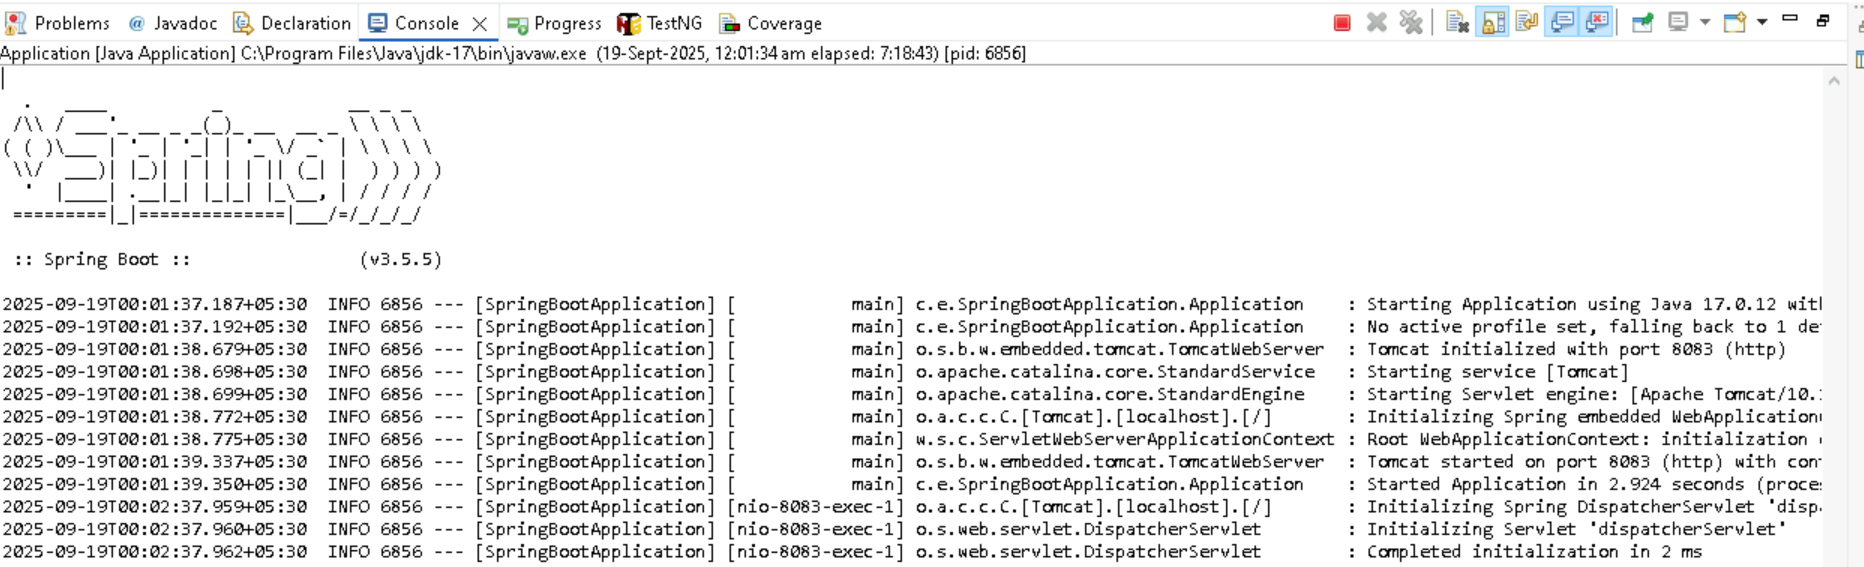 Problems @ Javadoc Declaration Console Progress TestNG Coverage
Application [Java Application] C:\Program Files\Java\jdk-17\bin\javaw.exe (19-Sept-2025, 12:01:34 am elapsed: 7:18:43) [pid: 6856]
:: Spring Boot :: (v3.5.5)
2025-09-19T00:01:37.187+05:30 INFO 6856 --- [SpringBootApplication] [ main] c.e.SpringBootApplication.Application : Starting Application using Java 17.0.12 wit
2025-09-19T00:01:37.192+05:30 INFO 6856 --- [SpringBootApplication] [ main] c.e.SpringBootApplication.Application : No active profile set, falling back to 1 de
2025-09-19T00:01:38.679+05:30 INFO 6856 --- [SpringBootApplication] [ main] o.s.b.w.embedded.tomcat.TomcatWebServer : Tomcat initialized with port 8083 (http)
2025-09-19T00:01:38.698+05:30 INFO 6856 --- [SpringBootApplication] [ main] o.apache.catalina.core.StandardService : Starting service [Tomcat]
2025-09-19T00:01:38.699+05:30 INFO 6856 --- [SpringBootApplication] [ main] o.apache.catalina.core.StandardEngine : Starting Servlet engine: [Apache Tomcat/10.
2025-09-19T00:01:38.772+05:30 INFO 6856 --- [SpringBootApplication] [ main] o.a.c.c.C.[Tomcat].[localhost].[/] : Initializing Spring embedded WebApplication
2025-09-19T00:01:38.775+05:30 INFO 6856 --- [SpringBootApplication] [ main] w.s.c.ServletWebServerApplicationContext : Root WebApplicationContext: initialization
2025-09-19T00:01:39.337+05:30 INFO 6856 --- [SpringBootApplication] [ main] o.s.b.w.embedded.tomcat.TomcatWebServer : Tomcat started on port 8083 (http) with con
2025-09-19T00:01:39.350+05:30 INFO 6856 --- [SpringBootApplication] [ main] c.e.SpringBootApplication.Application : Started Application in 2.924 seconds (proce
2025-09-19T00:02:37.959+05:30 INFO 6856 --- [SpringBootApplication] [nio-8083-exec-1] o.a.c.c.C.[Tomcat].[localhost].[/] : Initializing Spring DispatcherServlet 'disp
2025-09-19T00:02:37.960+05:30 INFO 6856 --- [SpringBootApplication] [nio-8083-exec-1] o.s.web.servlet.DispatcherServlet : Initializing Servlet 'dispatcherServlet'
2025-09-19T00:02:37.962+05:30 INFO 6856 --- [SpringBootApplication] [nio-8083-exec-1] o.s.web.servlet.DispatcherServlet : Completed initialization in 2 ms